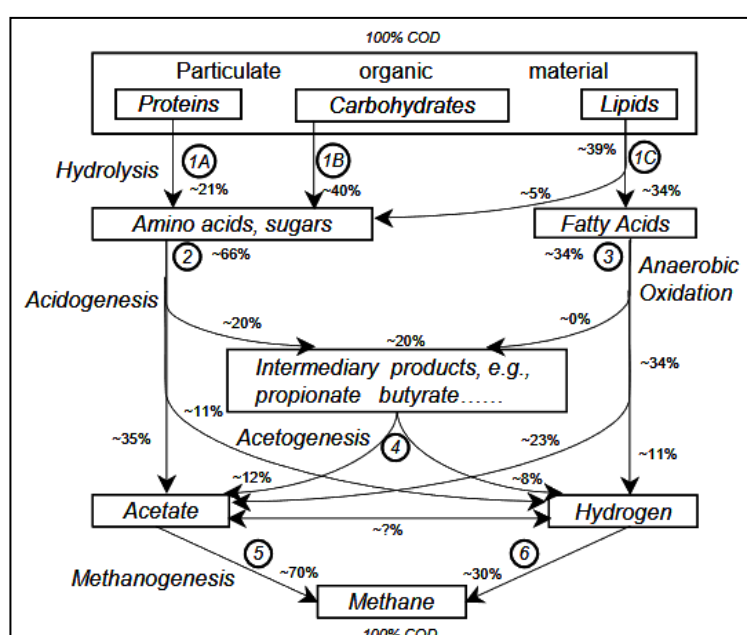 100% COD
Particulate organic material
Proteins
Carbohydrates
Lipids
Hydrolysis
1A
1B
~39%
1C
~21%
~40%
~5%
~34%
Amino acids, sugars
Fatty Acids
2
~66%
~34%
3
Anaerobic
Oxidation
Acidogenesis
~20%
~20%
~0%
Intermediary products, e.g.,
propionate butyrate......
~34%
~11%
Acetogenesis
4
~35%
~23%
~11%
~12%
~8%
Acetate
Hydrogen
~?%
5
6
Methanogenesis
~70%
~30%
Methane
100% COD